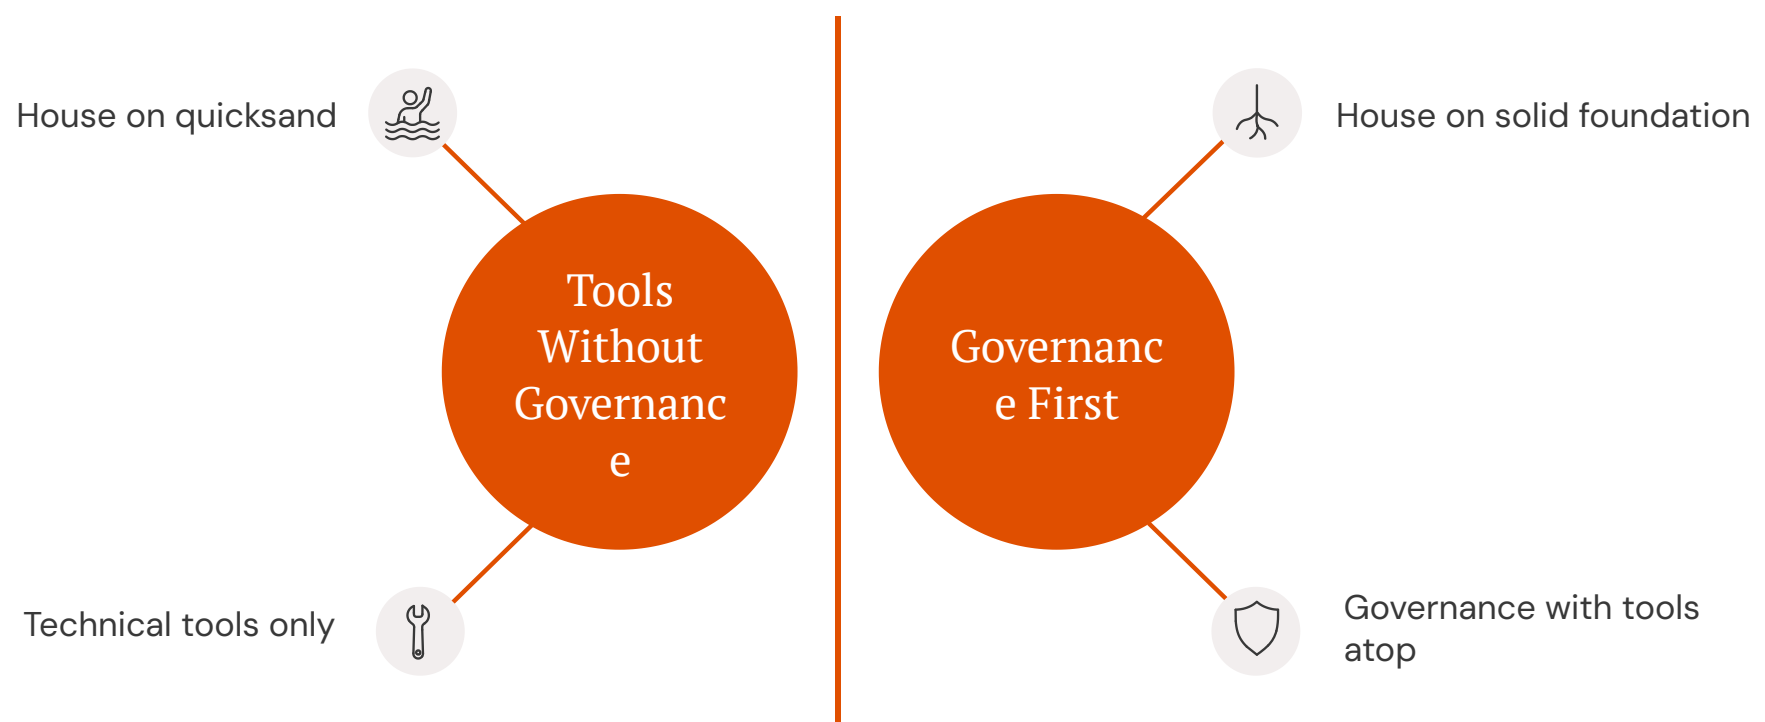 House on quicksand
Tools
Without
Governanc
e
Technical tools only
House on solid foundation
Governanc
e First
Governance with tools
atop